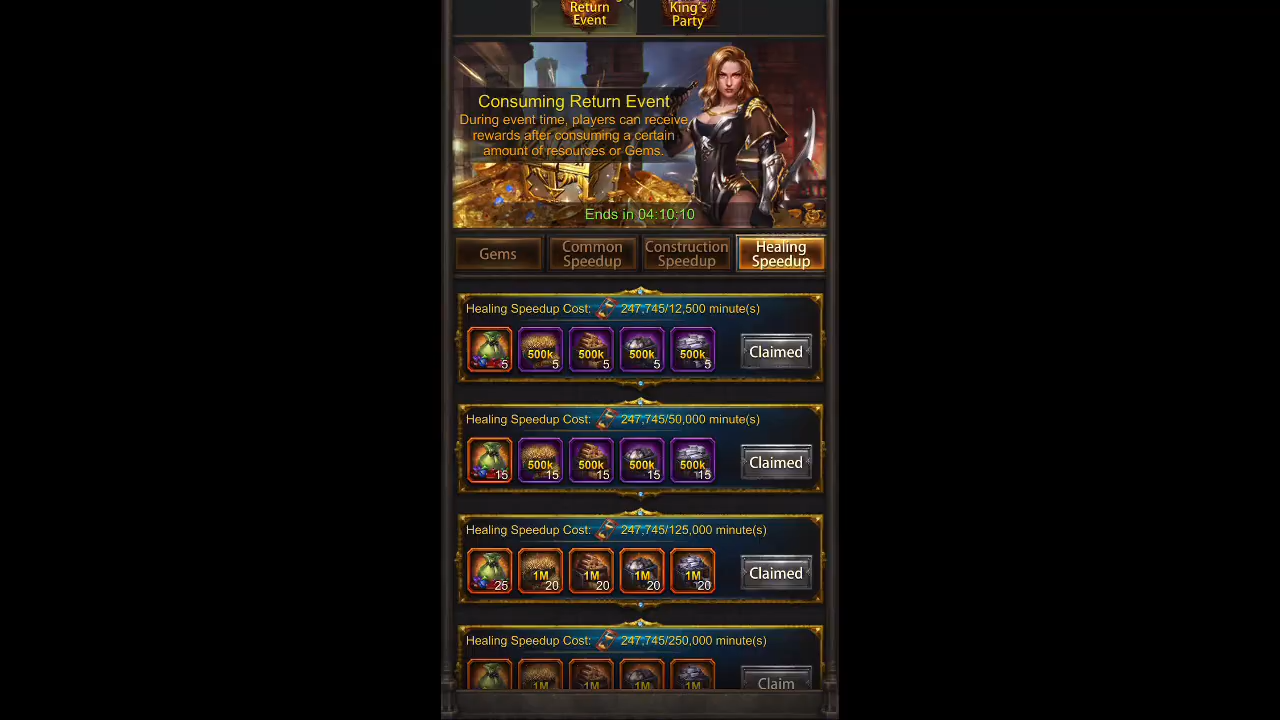 Return
Event
King's
Party
Consuming Return Event
During event time, players can receive
rewards after consuming a certain
amount of resources or Gems.
Ends in 04:10:10
Gems
Common
Speedup
Construction
Speedup
Healing
Speedup
Healing Speedup Cost: 247,745/12,500 minute(s)
5 500k 5 500k 5 500k 5 500k 5
Claimed
Healing Speedup Cost: 247,745/50,000 minute(s)
15 500k 15 500k 15 500k 15 500k 15
Claimed
Healing Speedup Cost: 247,745/125,000 minute(s)
25 1M 20 1M 20 1M 20 1M 20
Claimed
Healing Speedup Cost: 247,745/250,000 minute(s)
1M 1M 1M 1M
Claim